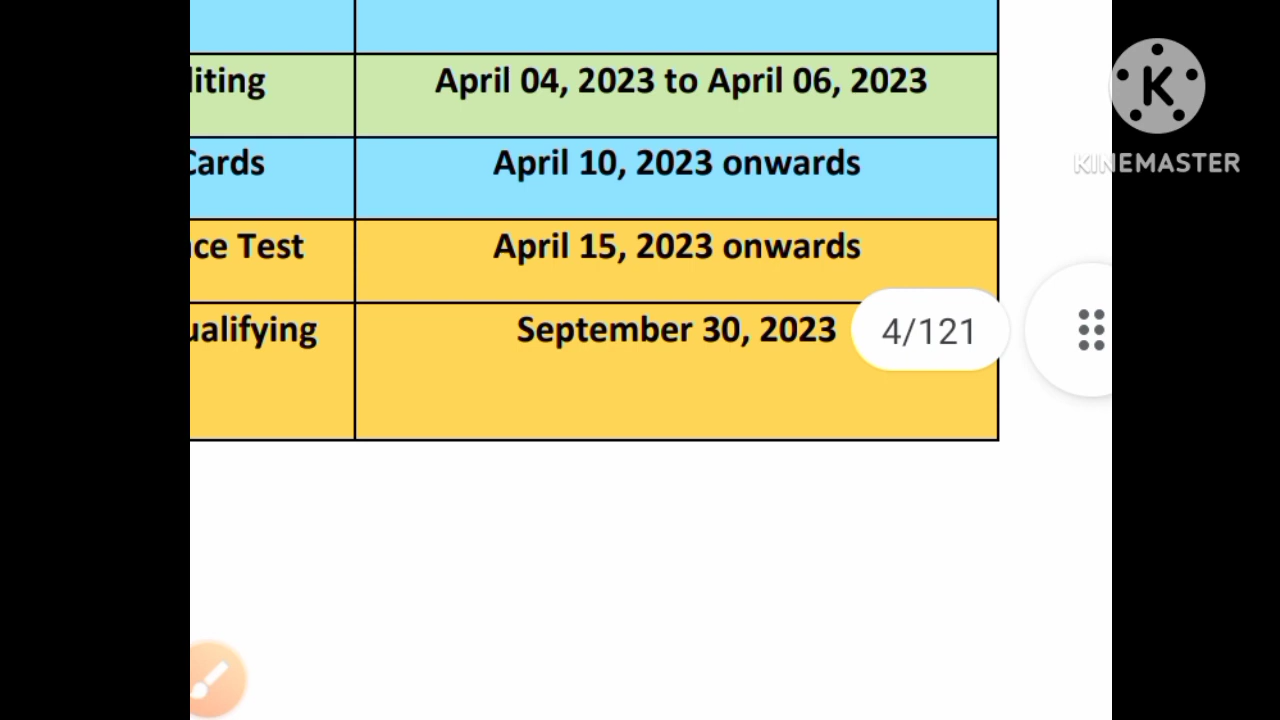 liting April 04, 2023 to April 06, 2023
Cards April 10, 2023 onwards
ce Test April 15, 2023 onwards
ualifying September 30, 2023
4/121
K
KINEMASTER